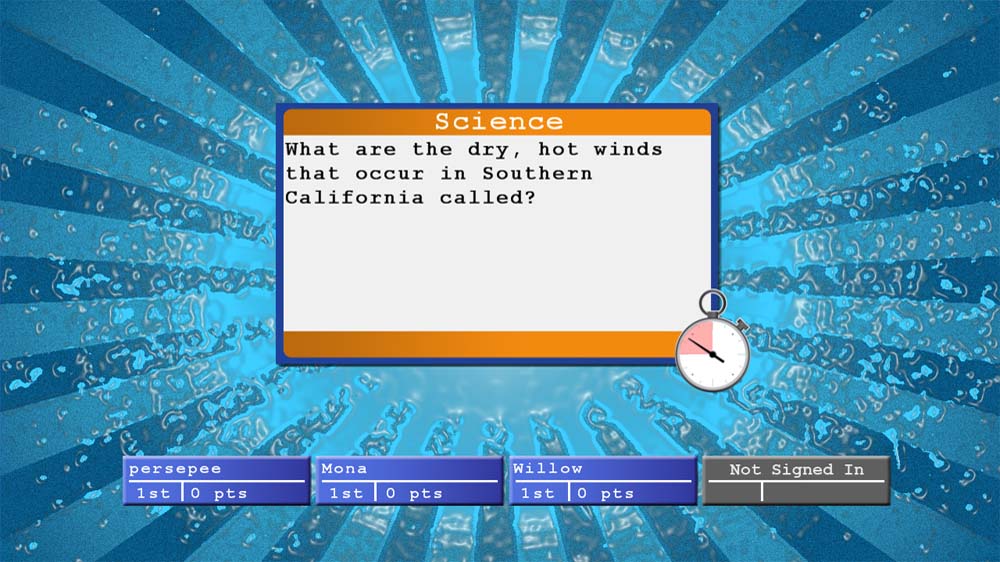 Science
What are the dry, hot winds
that occur in Southern
California called?
persepee
1st 0 pts
Mona
1st 0 pts
Willow
1st 0 pts
Not Signed In